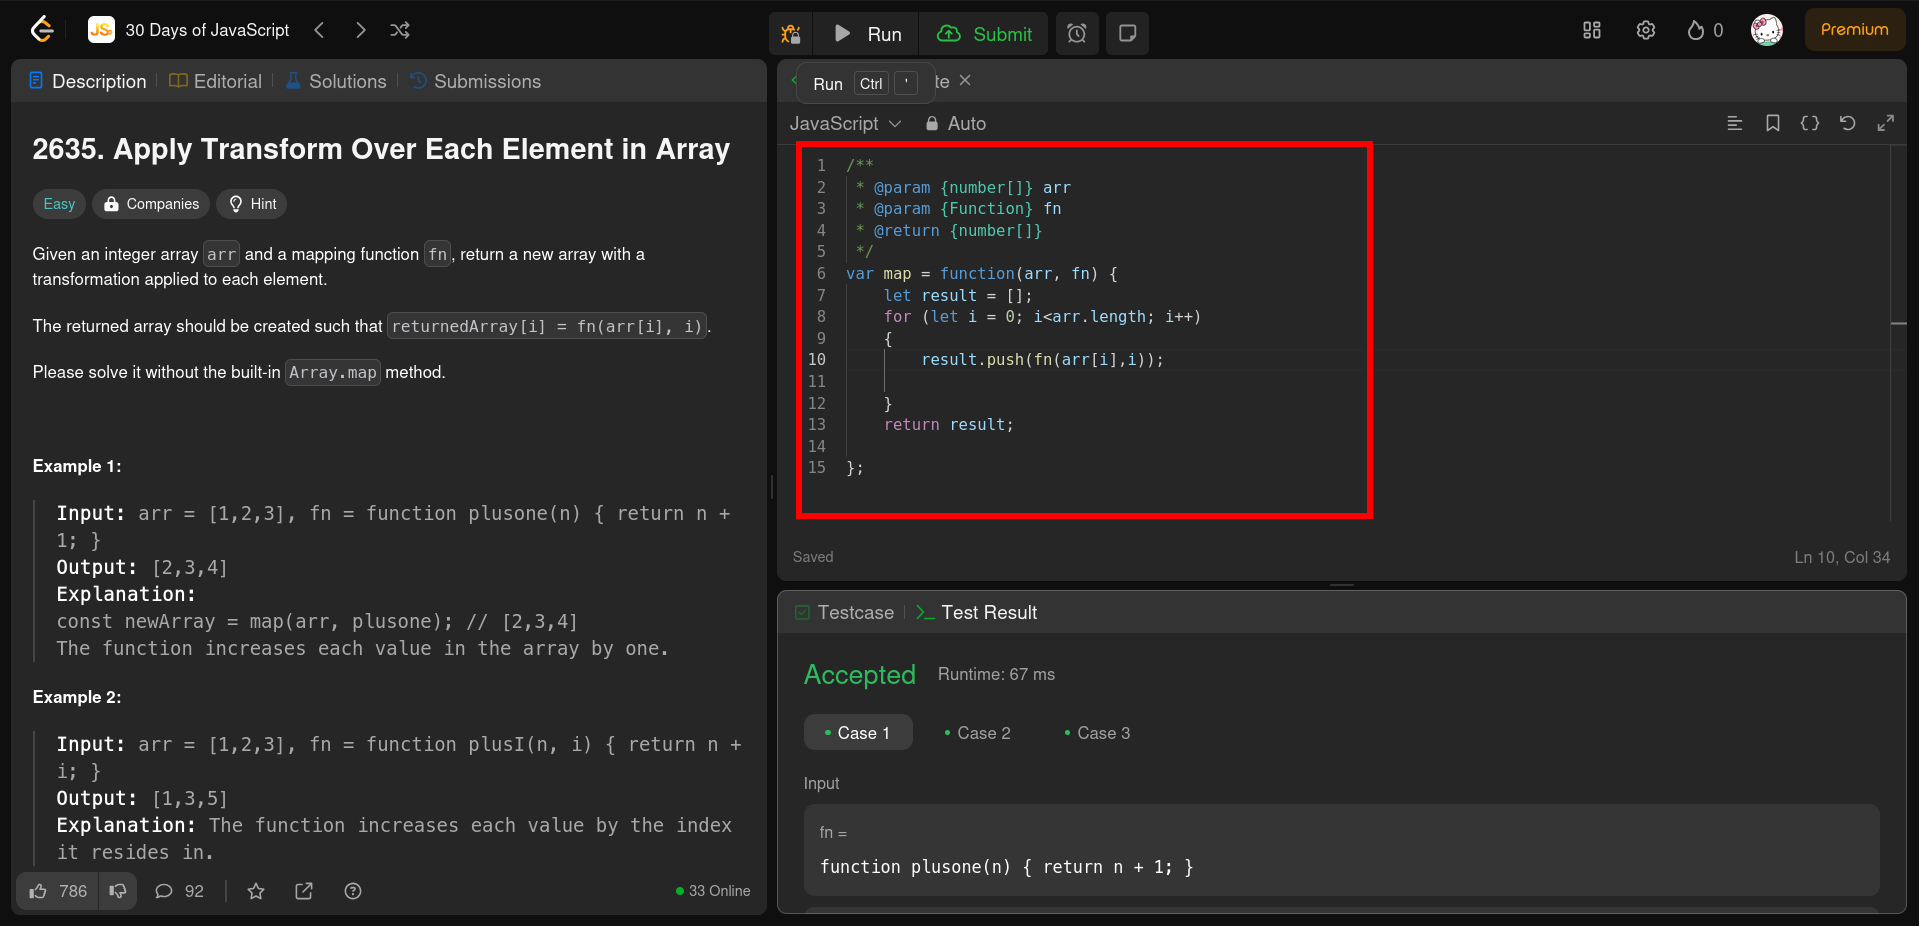 JS 30 Days of JavaScript
Run
Submit
0
Premium
Description
Editorial
Solutions
Submissions
2635. Apply Transform Over Each Element in Array
Easy
Companies
Hint
Given an integer array arr and a mapping function fn, return a new array with a
transformation applied to each element.
The returned array should be created such that returnedArray[i] = fn(arr[i], i).
Please solve it without the built-in Array.map method.
Example 1:
Input: arr = [1,2,3], fn = function plusone(n) { return n +
1; }
Output: [2,3,4]
Explanation:
const newArray = map(arr, plusone); // [2,3,4]
The function increases each value in the array by one.
Example 2:
Input: arr = [1,2,3], fn = function plusI(n, i) { return n +
i; }
Output: [1,3,5]
Explanation: The function increases each value by the index
it resides in.
786
92
33 Online
Run Ctrl '
te
JavaScript
Auto
1 /**
2 * @param {number[]} arr
3 * @param {Function} fn
4 * @return {number[]}
5 */
6 var map = function(arr, fn) {
7 let result = [];
8 for (let i = 0; i<arr.length; i++)
9 {
10 result.push(fn(arr[i],i));
11
12 }
13 return result;
14
15 };
Saved
Ln 10, Col 34
Testcase
Test Result
Accepted
Runtime: 67 ms
Case 1
Case 2
Case 3
Input
fn =
function plusone(n) { return n + 1; }